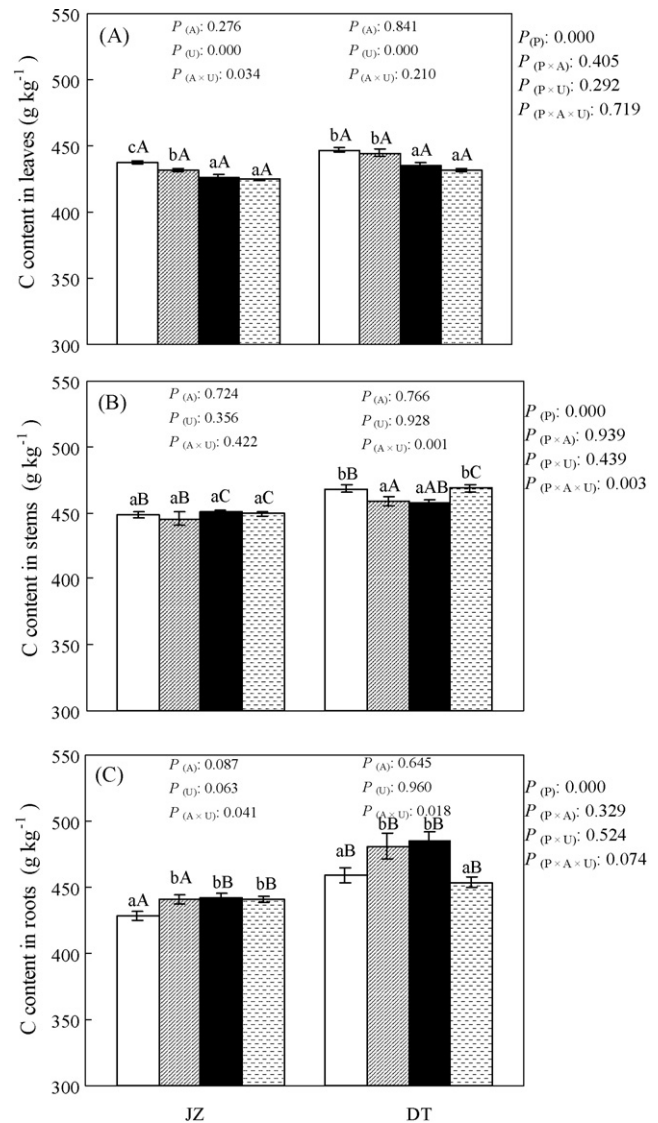 (A)
P (A): 0.276
P (U): 0.000
P (A × U): 0.034
P (A): 0.841
P (U): 0.000
P (A × U): 0.210
P (P): 0.000
P (P × A): 0.405
P (P × U): 0.292
P (P × A × U): 0.719
C content in leaves (g kg⁻¹)
550
500
450
400
350
300
cA bA aA aA
bA bA aA aA
(B)
P (A): 0.724
P (U): 0.356
P (A × U): 0.422
P (A): 0.766
P (U): 0.928
P (A × U): 0.001
P (P): 0.000
P (P × A): 0.939
P (P × U): 0.439
P (P × A × U): 0.003
C content in stems (g kg⁻¹)
550
500
450
400
350
300
aB aB aC aC
bB aA aAB bC
(C)
P (A): 0.087
P (U): 0.063
P (A × U): 0.041
P (A): 0.645
P (U): 0.960
P (A × U): 0.018
P (P): 0.000
P (P × A): 0.329
P (P × U): 0.524
P (P × A × U): 0.074
C content in roots (g kg⁻¹)
550
500
450
400
350
300
aA bA bB bB
aB bB bB aB
JZ DT